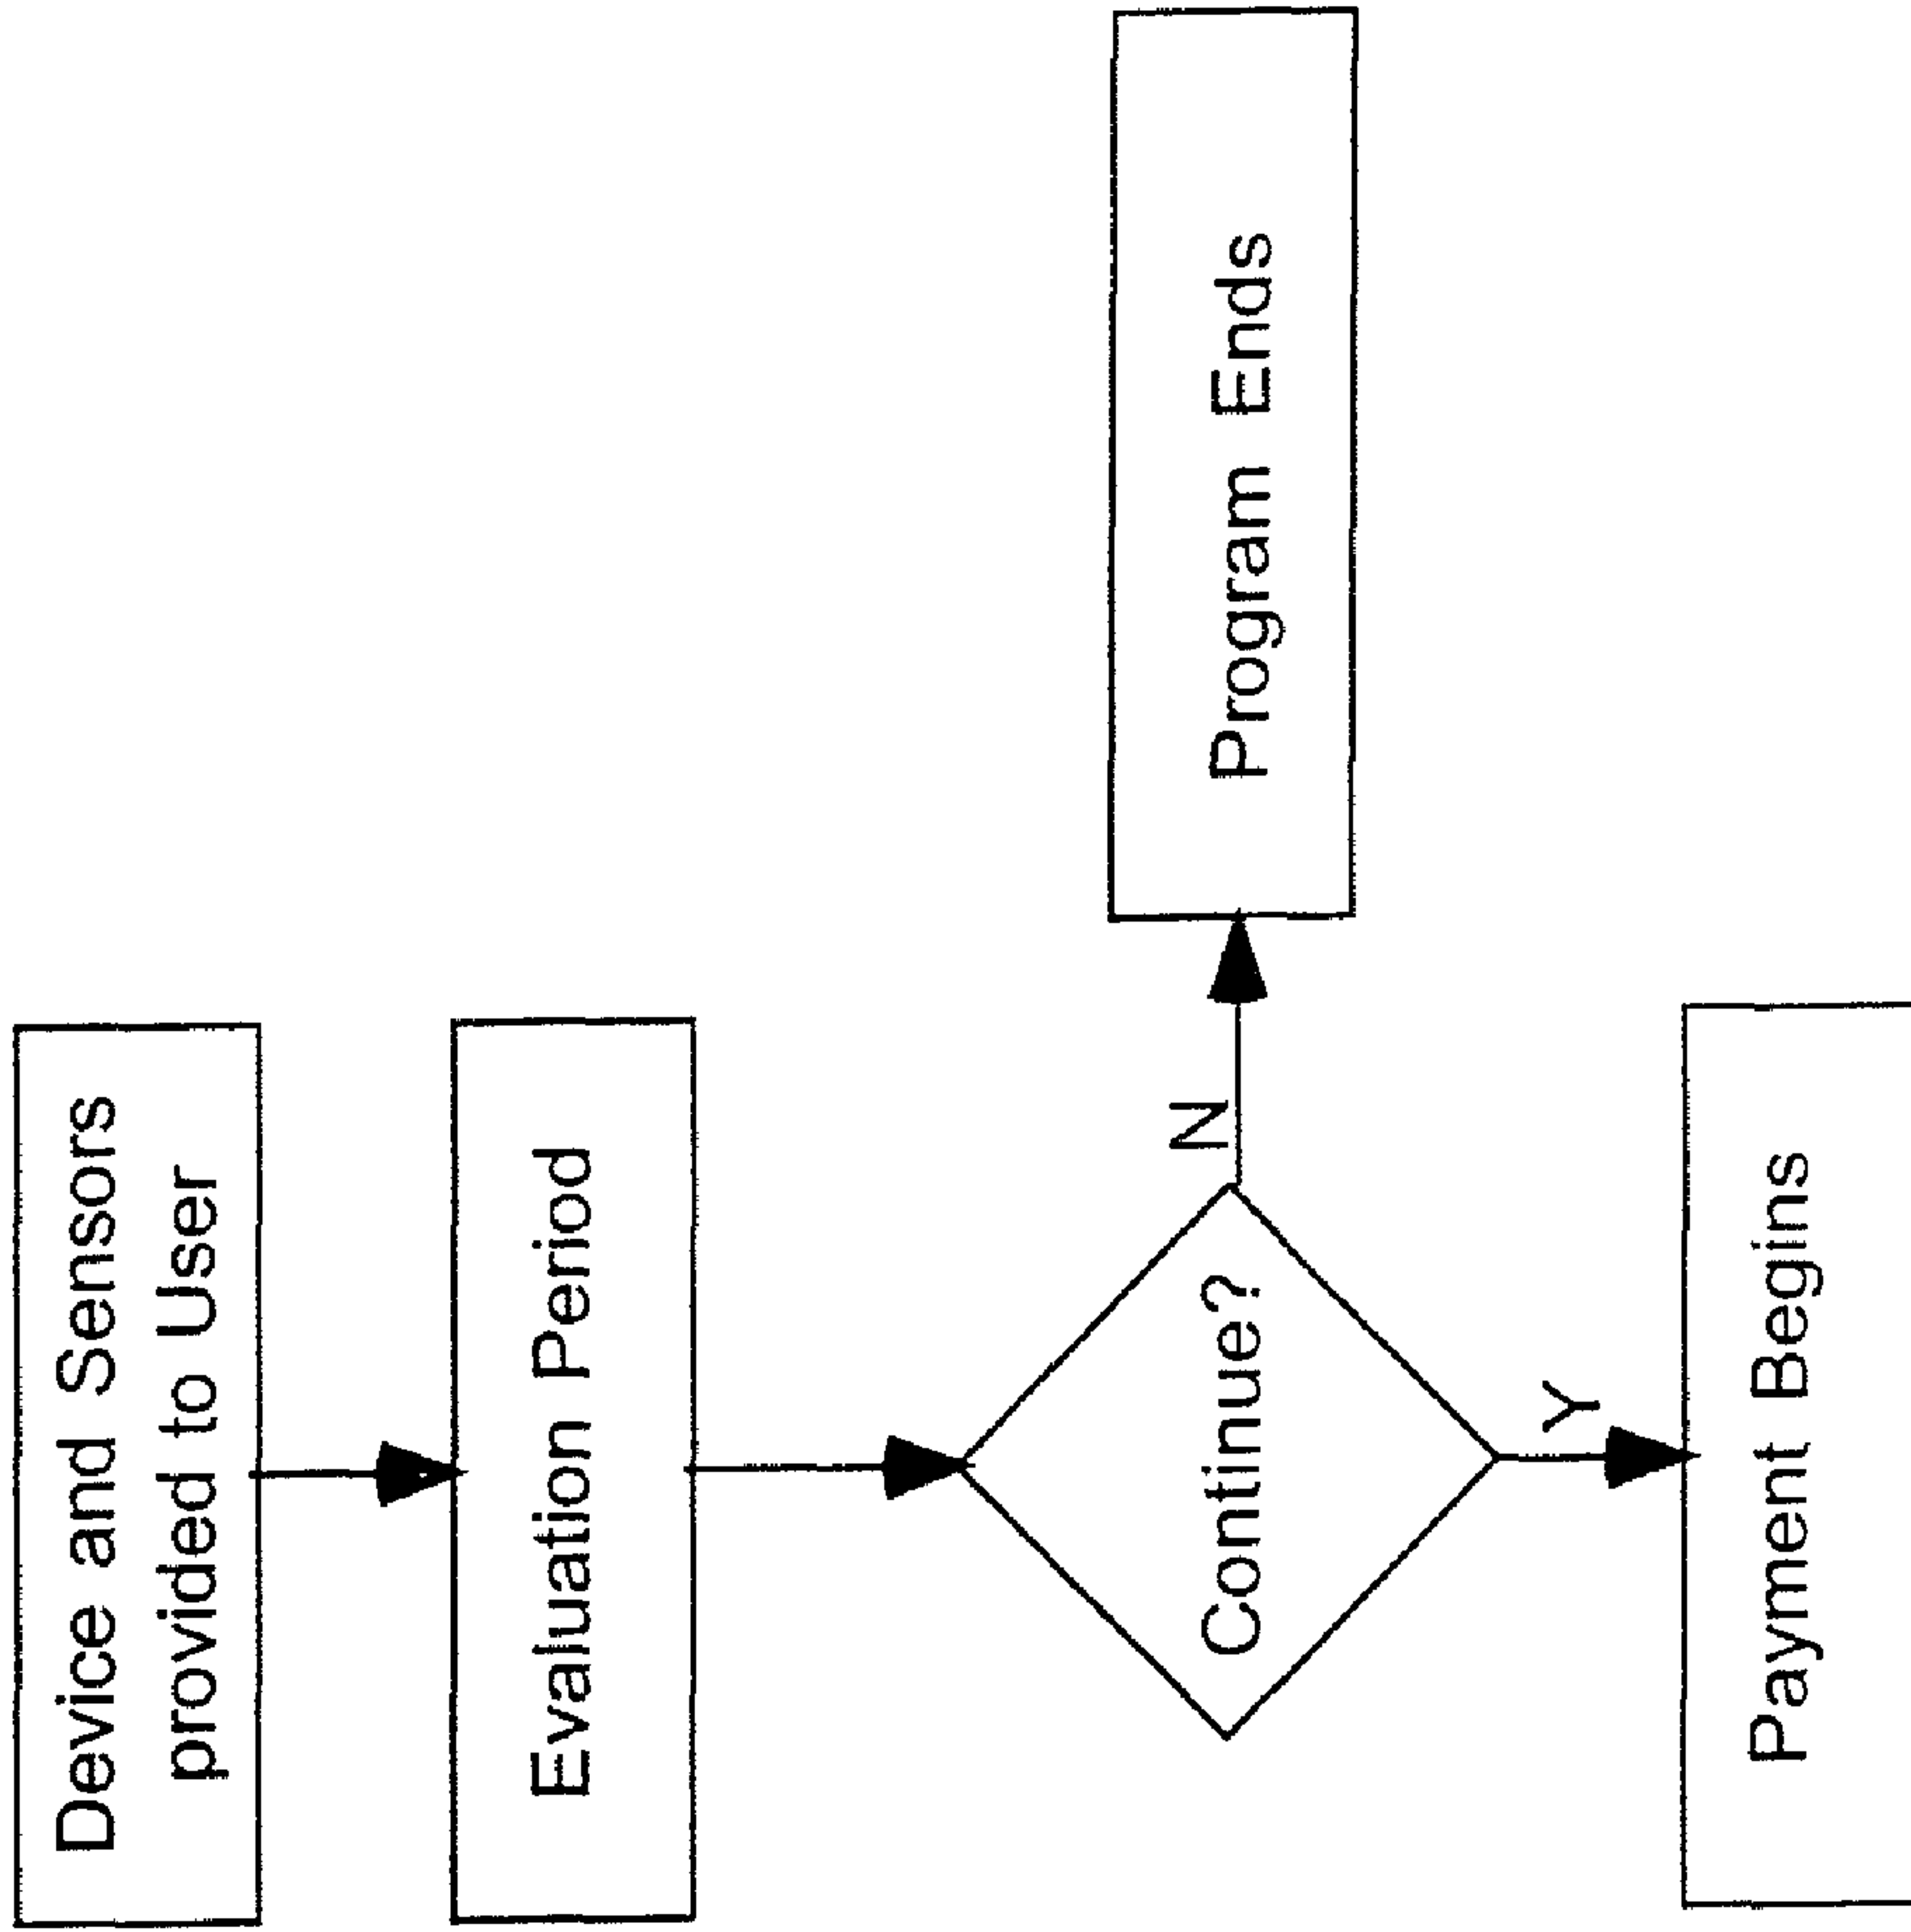 Device and Sensors
provided to User
Evaluation Period
Continue?
N
Program Ends
Y
Payment Begins